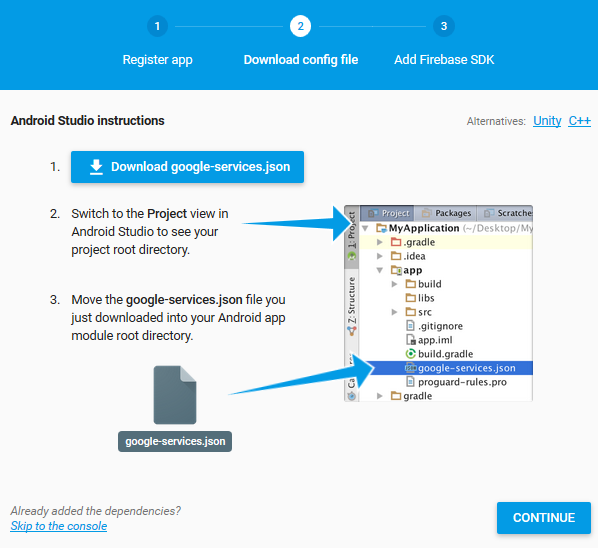 1
2
3
Register app
Download config file
Add Firebase SDK
Android Studio instructions
Alternatives: Unity C++
1. Download google-services.json
2. Switch to the Project view in
Android Studio to see your
project root directory.
3. Move the google-services.json file you
just downloaded into your Android app
module root directory.
google-services.json
Project Packages Scratches
1: Project
Z: Structure
MyApplication (~/Desktop/My
.gradle
.idea
app
build
libs
src
.gitignore
app.iml
build.gradle
google-services.json
proguard-rules.pro
gradle
Already added the dependencies?
Skip to the console
CONTINUE